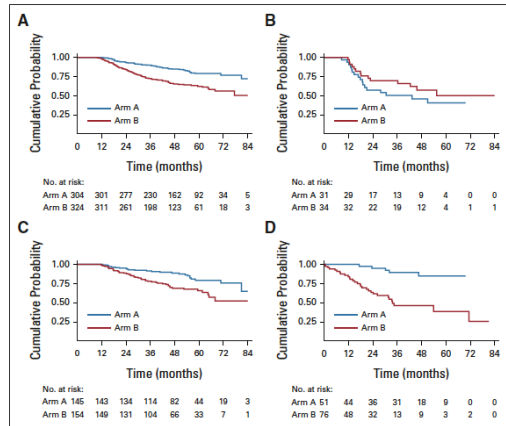 A
Cumulative Probability
1.00
0.75
0.50
0.25
Arm A
Arm B
0 12 24 36 48 60 72 84
Time (months)
No. at risk:
Arm A 304 301 277 230 162 92 34 5
Arm B 324 311 261 198 123 61 18 3
B
Cumulative Probability
1.00
0.75
0.50
0.25
Arm A
Arm B
0 12 24 36 48 60 72 84
Time (months)
No. at risk:
Arm A 31 29 17 13 9 4 0 0
Arm B 34 32 22 19 12 4 1 1
C
Cumulative Probability
1.00
0.75
0.50
0.25
Arm A
Arm B
0 12 24 36 48 60 72 84
Time (months)
No. at risk:
Arm A 145 143 134 114 82 44 19 3
Arm B 154 149 131 104 66 33 7 1
D
Cumulative Probability
1.00
0.75
0.50
0.25
Arm A
Arm B
0 12 24 36 48 60 72 84
Time (months)
No. at risk:
Arm A 51 44 36 31 18 9 0 0
Arm B 76 48 32 13 9 3 2 0